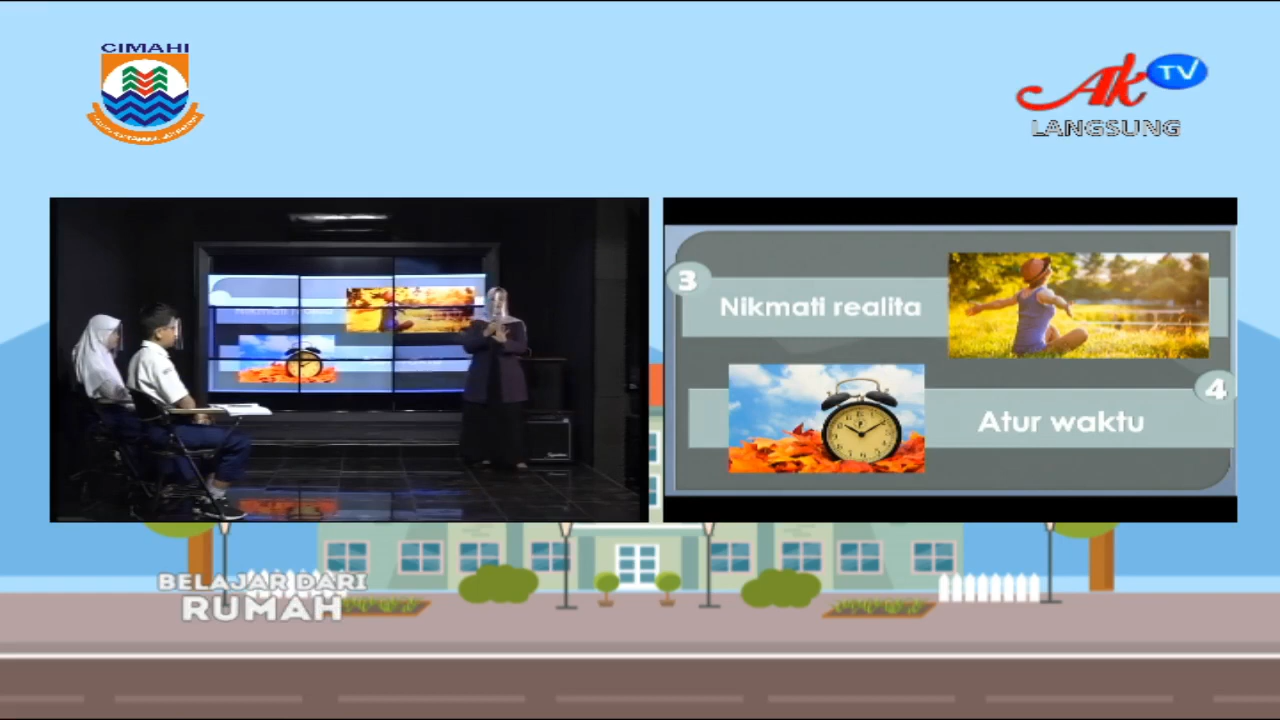 CIMAHI
Ak TV
LANGSUNG
3
Nikmati realita
4
Atur waktu
BELAJAR DARI
RUMAH